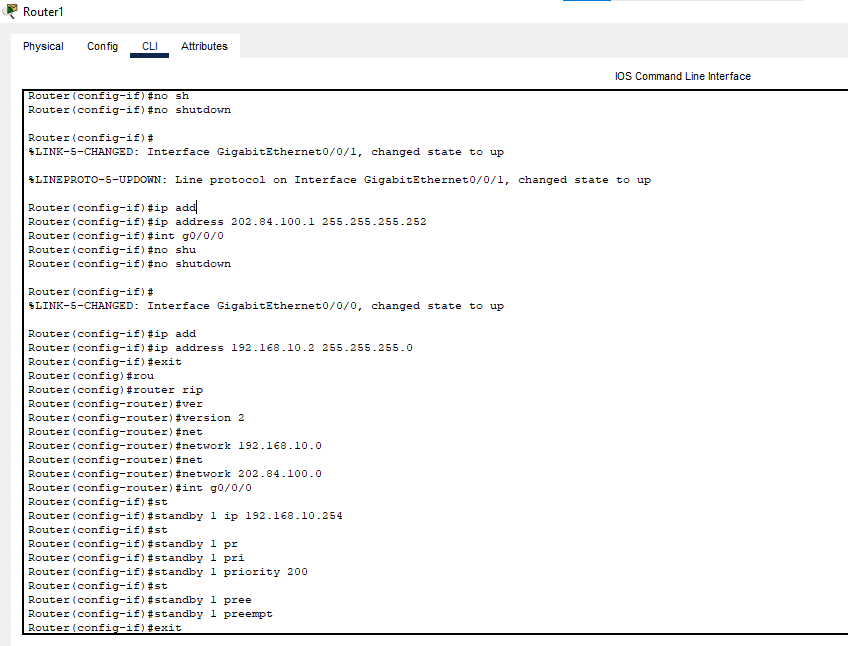 Router1
Physical Config CLI Attributes
IOS Command Line Interface
Router(config-if)#no sh
Router(config-if)#no shutdown
Router(config-if)#
%LINK-5-CHANGED: Interface GigabitEthernet0/0/1, changed state to up
%LINEPROTO-5-UPDOWN: Line protocol on Interface GigabitEthernet0/0/1, changed state to up
Router(config-if)#ip add
Router(config-if)#ip address 202.84.100.1 255.255.255.252
Router(config-if)#int g0/0/0
Router(config-if)#no shu
Router(config-if)#no shutdown
Router(config-if)#
%LINK-5-CHANGED: Interface GigabitEthernet0/0/0, changed state to up
Router(config-if)#ip add
Router(config-if)#ip address 192.168.10.2 255.255.255.0
Router(config-if)#exit
Router(config)#rou
Router(config)#router rip
Router(config-router)#ver
Router(config-router)#version 2
Router(config-router)#net
Router(config-router)#network 192.168.10.0
Router(config-router)#net
Router(config-router)#network 202.84.100.0
Router(config-router)#int g0/0/0
Router(config-if)#st
Router(config-if)#standby 1 ip 192.168.10.254
Router(config-if)#st
Router(config-if)#standby 1 pr
Router(config-if)#standby 1 pri
Router(config-if)#standby 1 priority 200
Router(config-if)#st
Router(config-if)#standby 1 pree
Router(config-if)#standby 1 preempt
Router(config-if)#exit